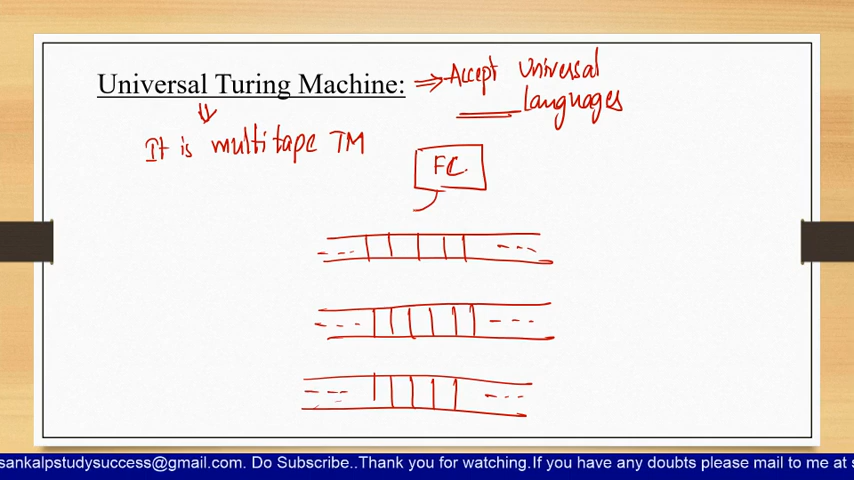 Universal Turing Machine: ⇒ Accept Universal
languages
It is multitape TM
FC.
sankalpstudysuccess@gmail.com. Do Subscribe..Thank you for watching.If you have any doubts please mail to me at s